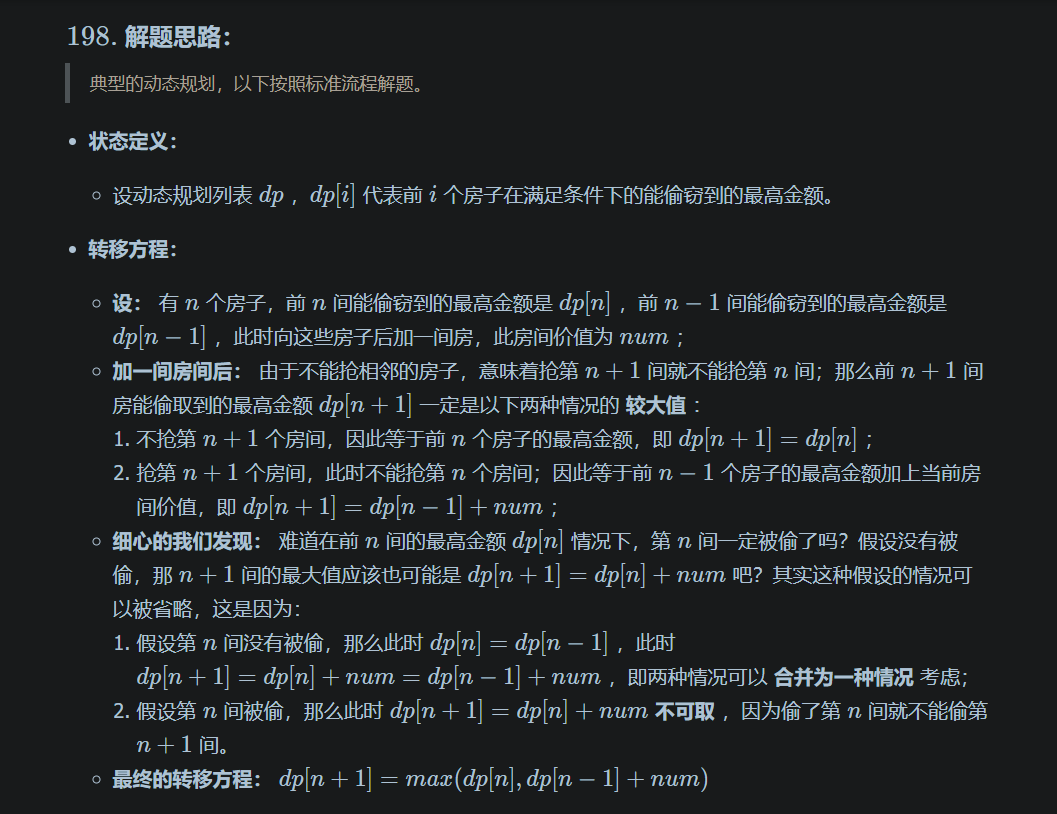 198. 解题思路：
典型的动态规划，以下按照标准流程解题。
• 状态定义：
◦ 设动态规划列表 dp ，dp[i] 代表前 i 个房子在满足条件下的能偷窃到的最高金额。
• 转移方程：
◦ 设： 有 n 个房子，前 n 间能偷窃到的最高金额是 dp[n] ，前 n − 1 间能偷窃到的最高金额是
dp[n − 1] ，此时向这些房子后加一间房，此房间价值为 num ；
◦ 加一间房间后： 由于不能抢相邻的房子，意味着抢第 n + 1 间就不能抢第 n 间；那么前 n + 1 间
房能偷取到的最高金额 dp[n + 1] 一定是以下两种情况的 较大值 ：
1. 不抢第 n + 1 个房间，因此等于前 n 个房子的最高金额，即 dp[n + 1] = dp[n] ；
2. 抢第 n + 1 个房间，此时不能抢第 n 个房间；因此等于前 n − 1 个房子的最高金额加上当前房
间价值，即 dp[n + 1] = dp[n − 1] + num ；
◦ 细心的我们发现： 难道在前 n 间的最高金额 dp[n] 情况下，第 n 间一定被偷了吗？假设没有被
偷，那 n + 1 间的最大值应该也可能是 dp[n + 1] = dp[n] + num 吧？其实这种假设的情况可
以被省略，这是因为：
1. 假设第 n 间没有被偷，那么此时 dp[n] = dp[n − 1] ，此时
dp[n + 1] = dp[n] + num = dp[n − 1] + num ，即两种情况可以 合并为一种情况 考虑；
2. 假设第 n 间被偷，那么此时 dp[n + 1] = dp[n] + num 不可取 ，因为偷了第 n 间就不能偷第
n + 1 间。
◦ 最终的转移方程： dp[n + 1] = max(dp[n], dp[n − 1] + num)